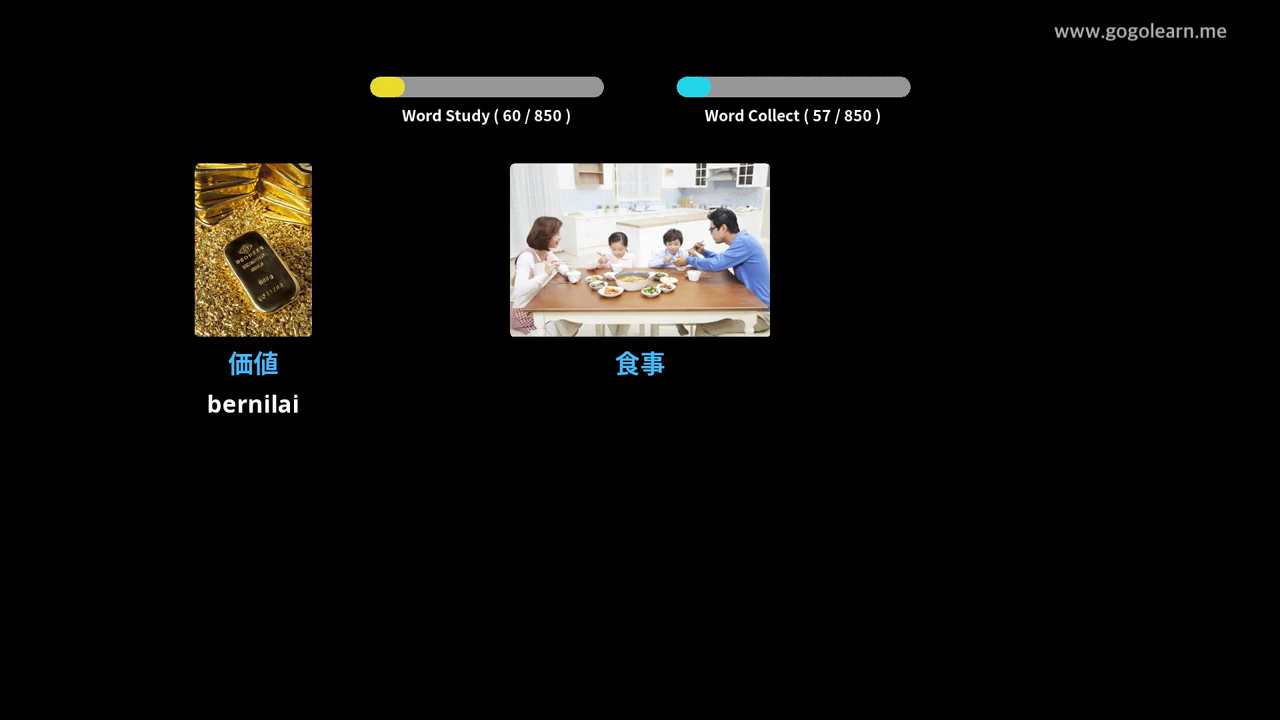 www.gogolearn.me
Word Study ( 60 / 850 )
Word Collect ( 57 / 850 )
価値
bernilai
食事